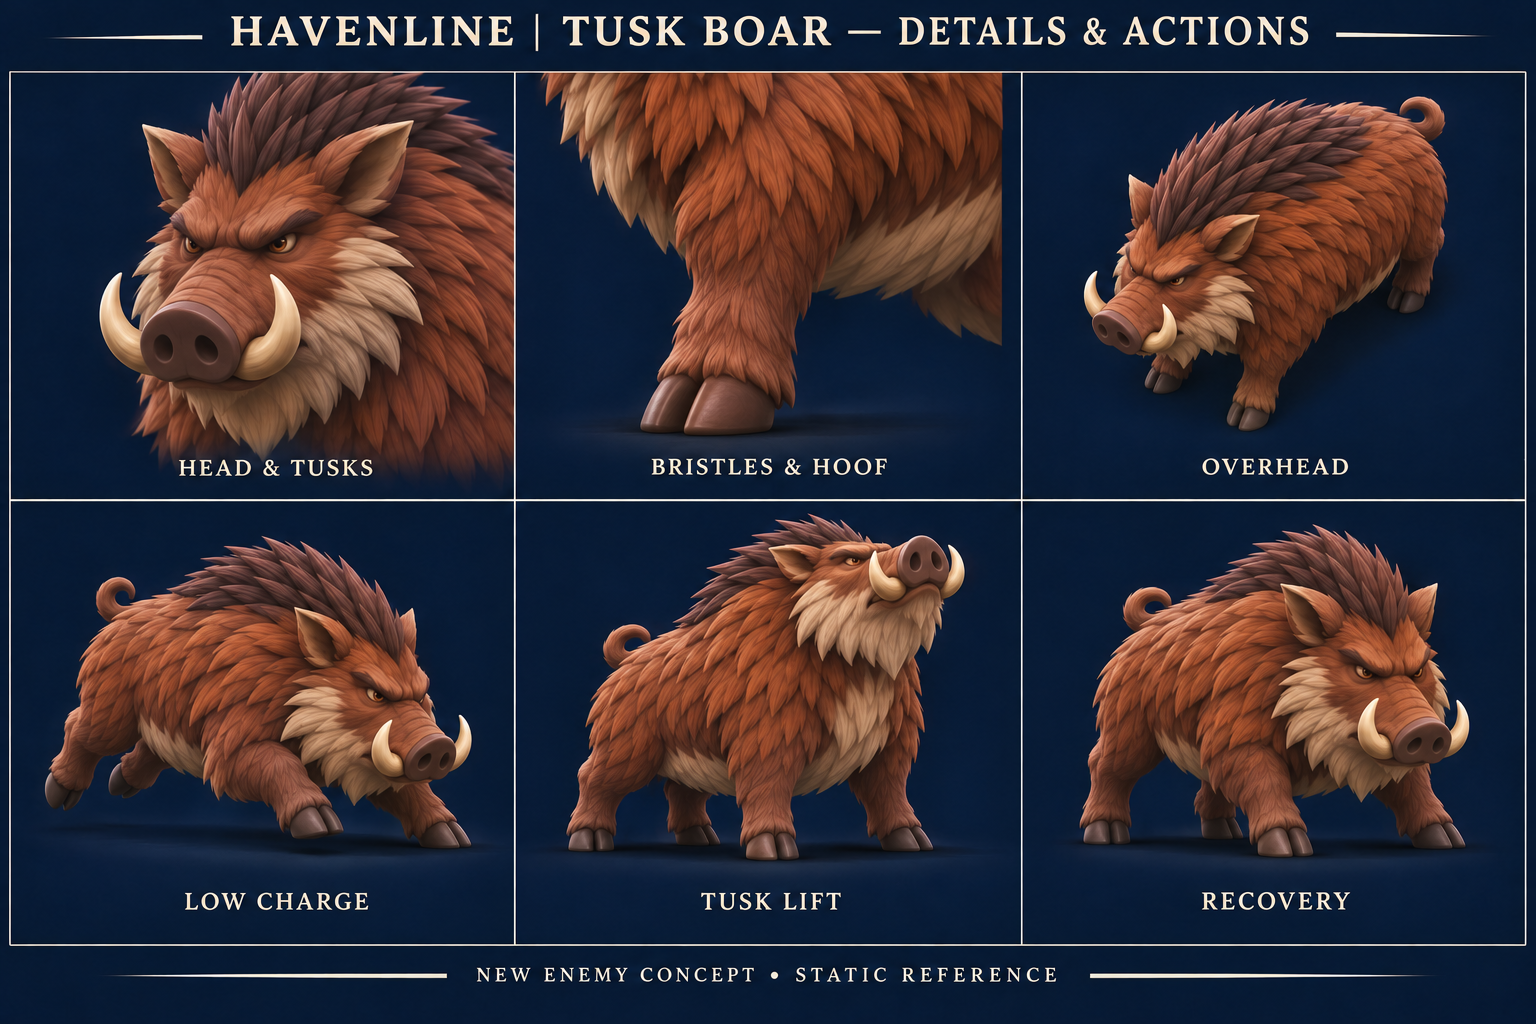 HAVENLINE | TUSK BOAR — DETAILS & ACTIONS
HEAD & TUSKS
BRISTLES & HOOF
OVERHEAD
LOW CHARGE
TUSK LIFT
RECOVERY
NEW ENEMY CONCEPT • STATIC REFERENCE